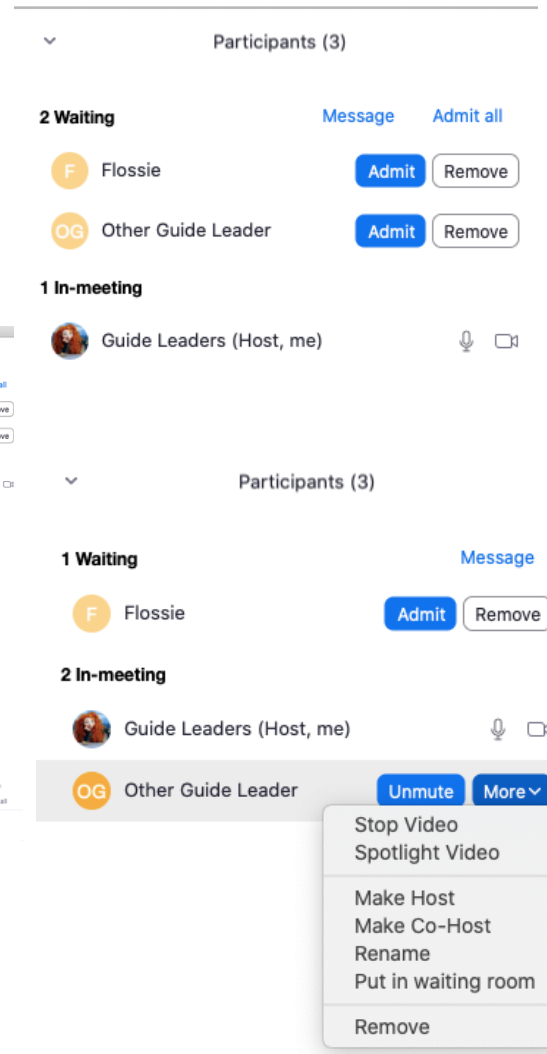 Participants (3)
2 Waiting Message Admit all
F Flossie Admit Remove
OG Other Guide Leader Admit Remove
1 In-meeting
Guide Leaders (Host, me)
Participants (3)
1 Waiting Message
F Flossie Admit Remove
2 In-meeting
Guide Leaders (Host, me)
OG Other Guide Leader Unmute More
Stop Video
Spotlight Video
Make Host
Make Co-Host
Rename
Put in waiting room
Remove